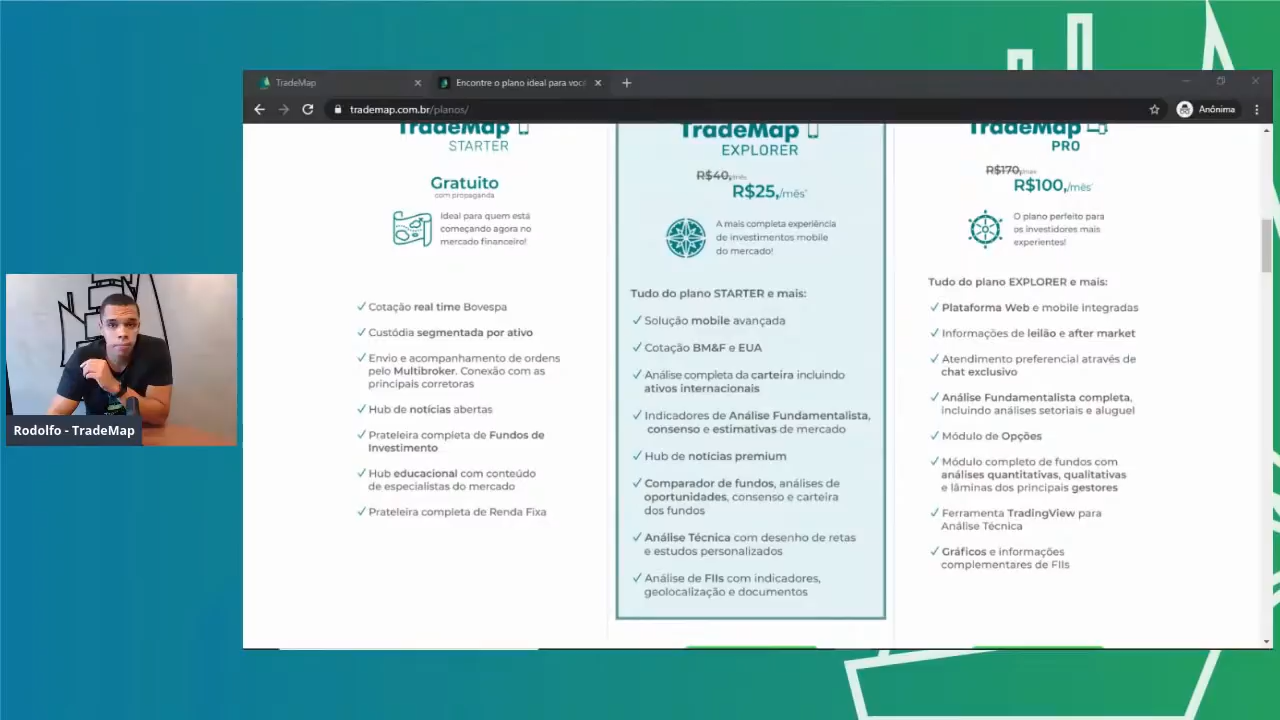 TradeMap
Encontre o plano ideal para você
trademap.com.br/planos/
Anônima
TradeMap
STARTER
Gratuito
com propaganda
Ideal para quem está
começando agora no
mercado financeiro!
✓ Cotação real time Bovespa
✓ Custódia segmentada por ativo
✓ Envio e acompanhamento de ordens
pelo Multibroker. Conexão com as
principais corretoras
✓ Hub de notícias abertas
✓ Prateleira completa de Fundos de
Investimento
✓ Hub educacional com conteúdo
de especialistas do mercado
✓ Prateleira completa de Renda Fixa
TradeMap
EXPLORER
R$40,/mês
R$25,/mês*
A mais completa experiência
de investimentos mobile
do mercado!
Tudo do plano STARTER e mais:
✓ Solução mobile avançada
✓ Cotação BM&F e EUA
✓ Análise completa da carteira incluindo
ativos internacionais
✓ Indicadores de Análise Fundamentalista,
consenso e estimativas de mercado
✓ Hub de notícias premium
✓ Comparador de fundos, análises de
oportunidades, consenso e carteira
dos fundos
✓ Análise Técnica com desenho de retas
e estudos personalizados
✓ Análise de FIIs com indicadores,
geolocalização e documentos
TradeMap
PRO
R$170,/mês
R$100,/mês*
O plano perfeito para
os investidores mais
experientes!
Tudo do plano EXPLORER e mais:
✓ Plataforma Web e mobile integradas
✓ Informações de leilão e after market
✓ Atendimento preferencial através de
chat exclusivo
✓ Análise Fundamentalista completa,
incluindo análises setoriais e aluguel
✓ Módulo de Opções
✓ Módulo completo de fundos com
análises quantitativas, qualitativas
e lâminas dos principais gestores
✓ Ferramenta TradingView para
Análise Técnica
✓ Gráficos e informações
complementares de FIIs
Rodolfo - TradeMap